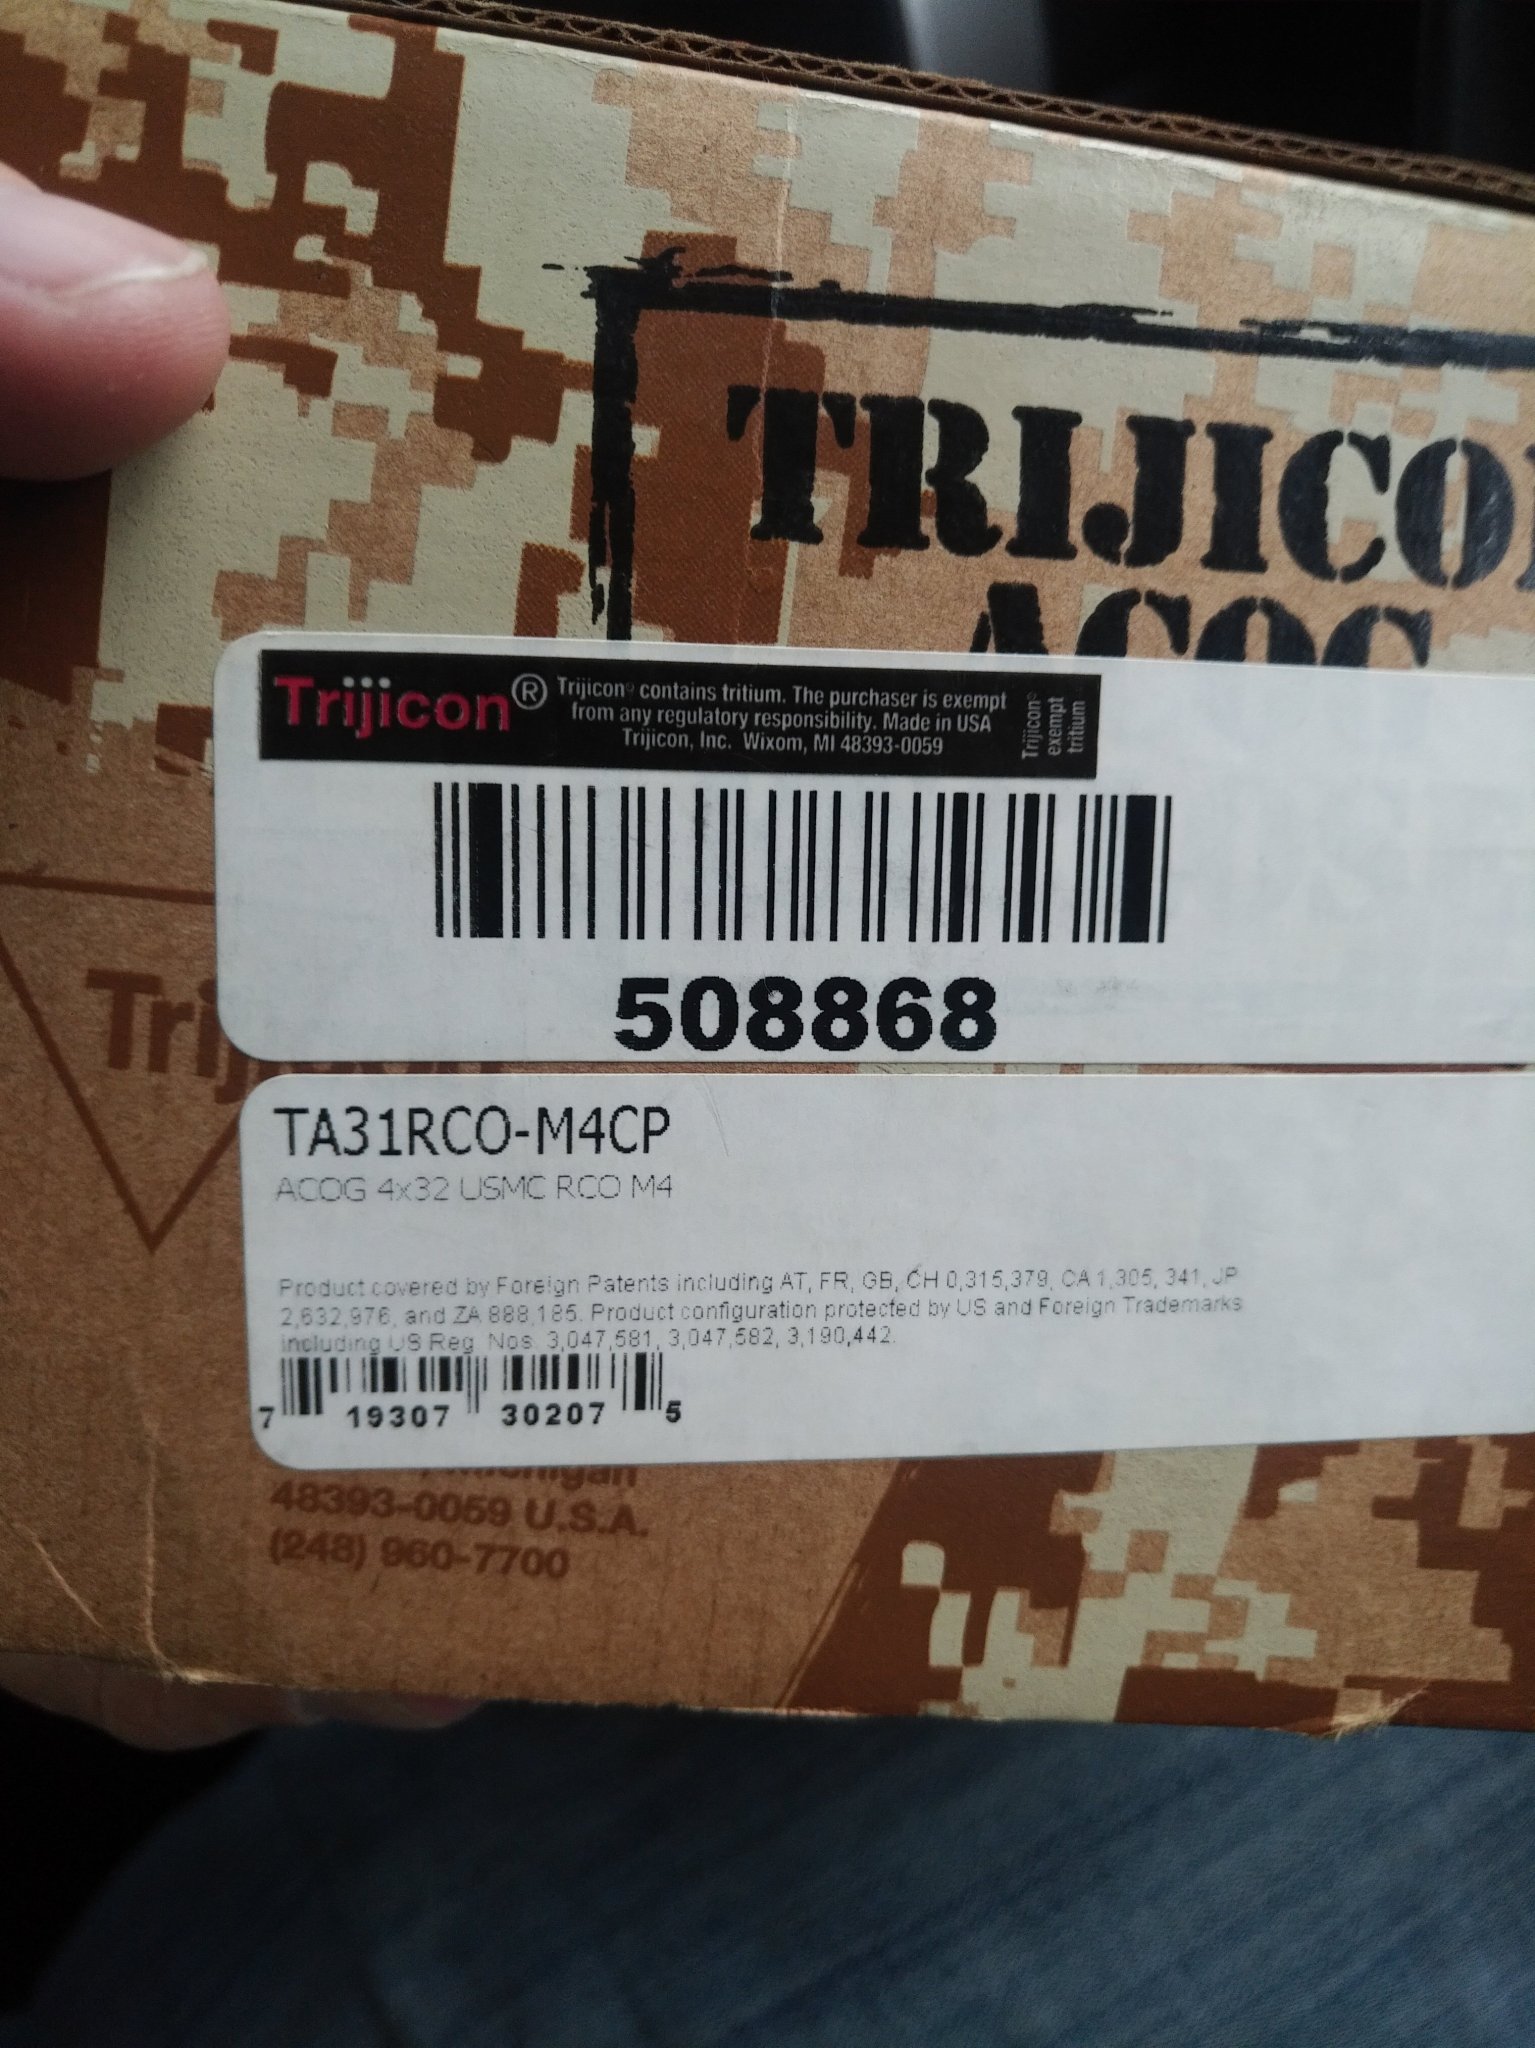 TRIJICO
ACOG
Trijicon® Trijicon® contains tritium. The purchaser is exempt
from any regulatory responsibility. Made in USA
Trijicon, Inc. Wixom, MI 48393-0059
Trijicon®
exempt
tritium
508868
Trij
TA31RCO-M4CP
ACOG 4x32 USMC RCO M4
Product covered by Foreign Patents including AT, FR, GB, CH 0,315,379, CA 1,305, 341, JP
2,632,976, and ZA 888,185. Product configuration protected by US and Foreign Trademarks
including US Reg. Nos. 3,047,581, 3,047,582, 3,190,442.
7 19307 30207 5
Michigan
48393-0059 U.S.A.
(248) 960-7700